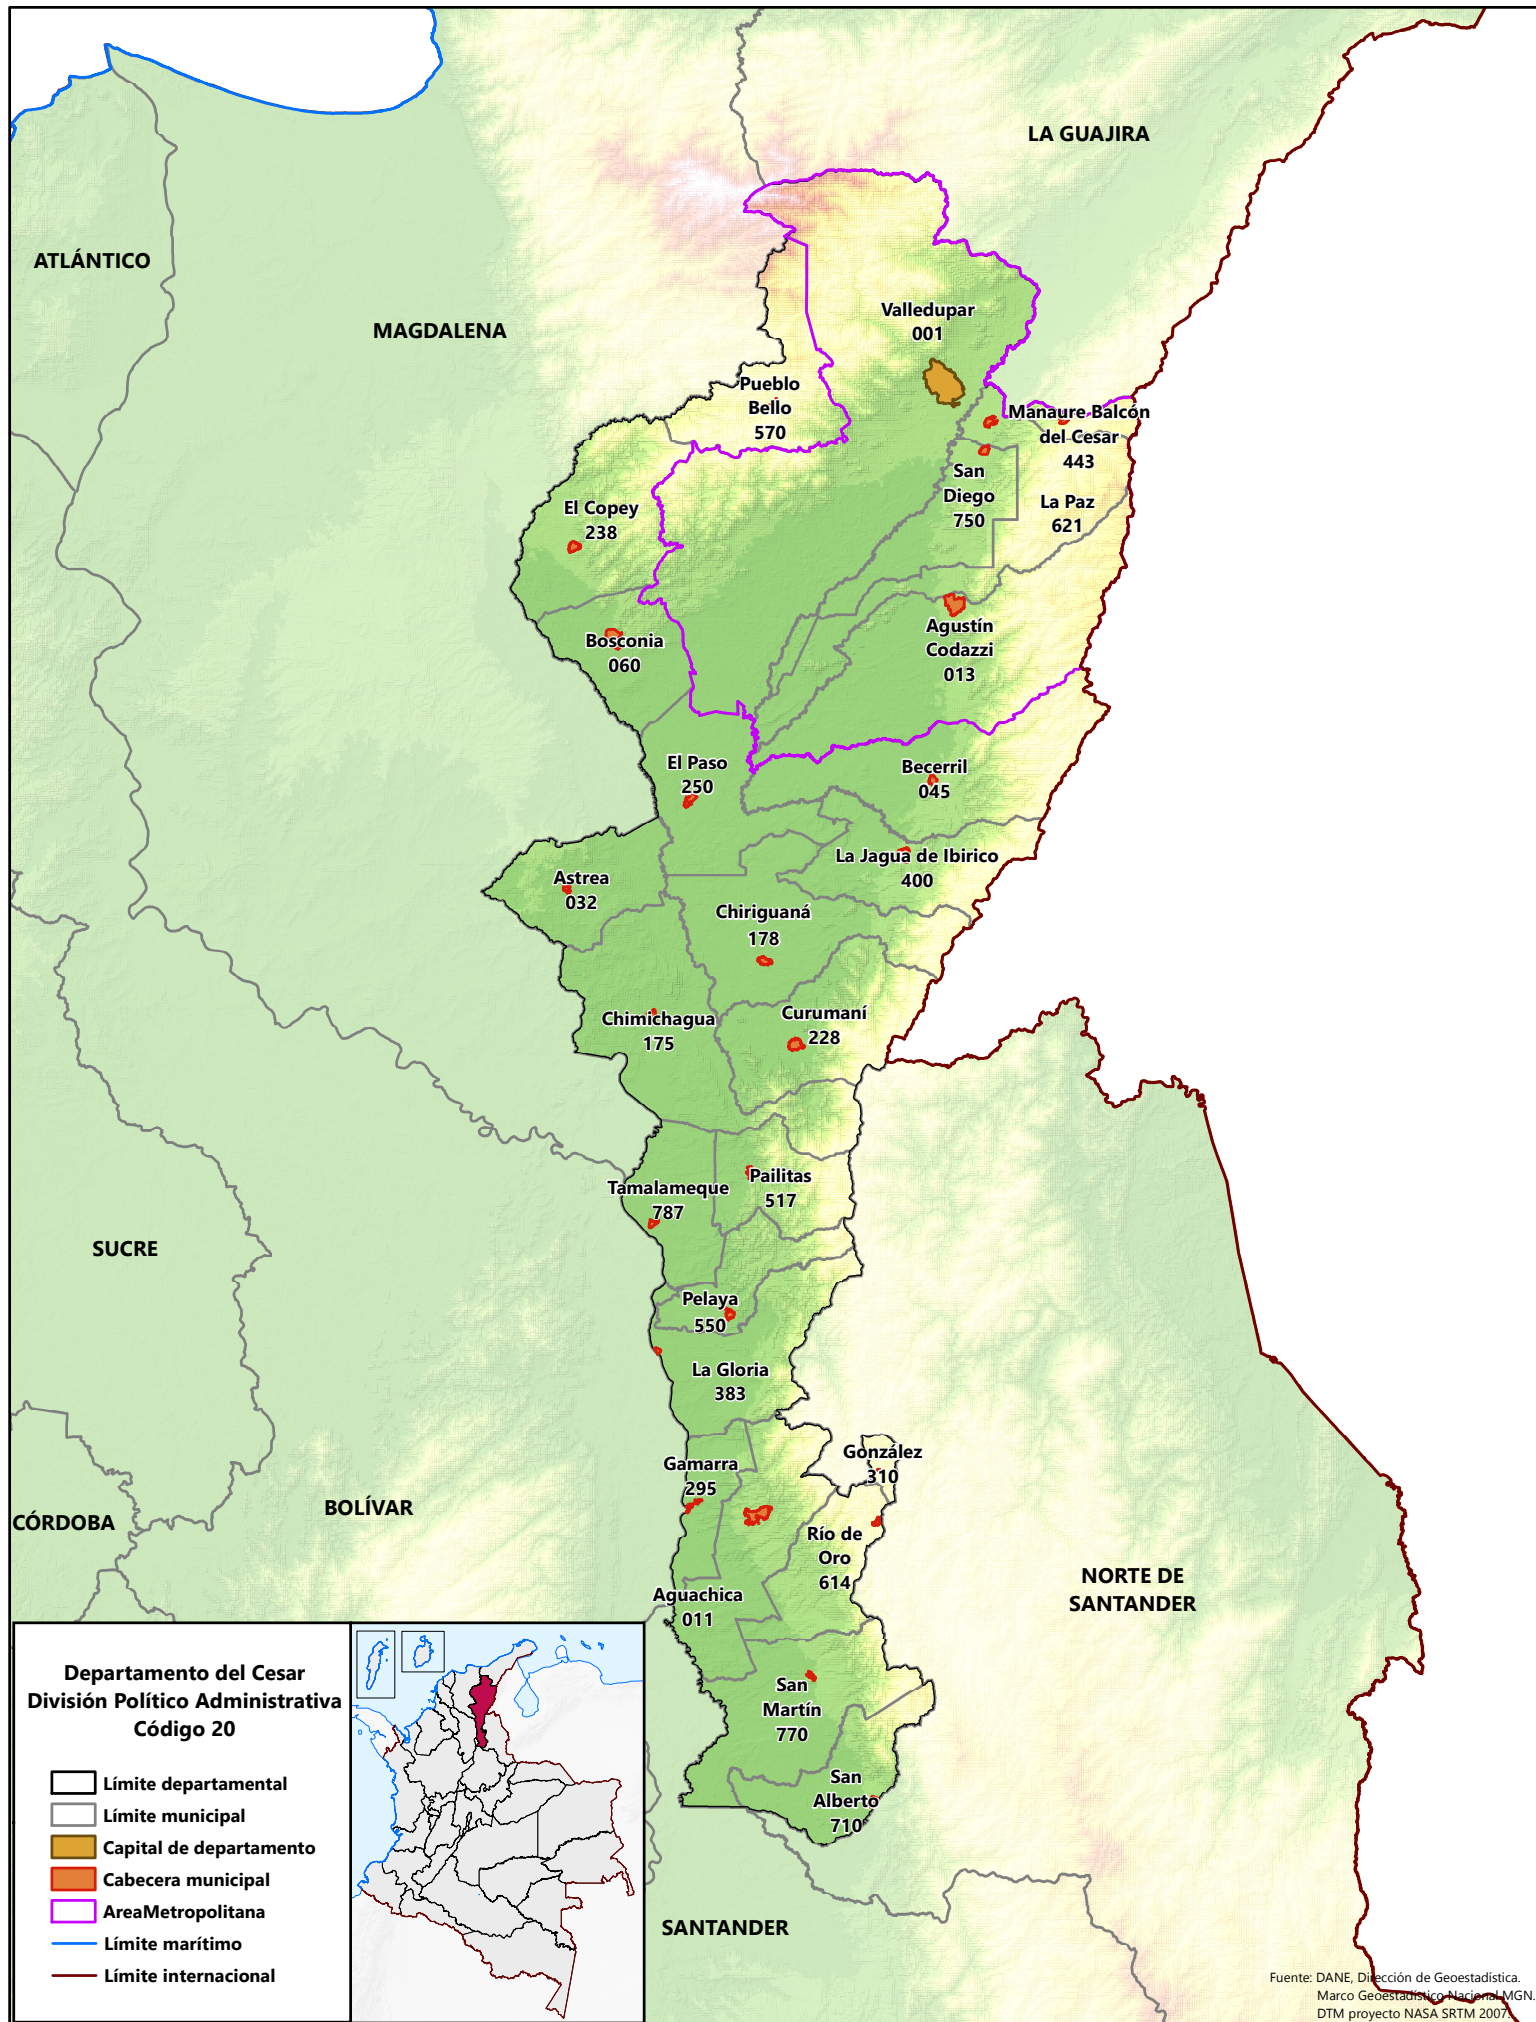 LA GUAJIRA
ATLÁNTICO
MAGDALENA
Valledupar
001
Pueblo
Bello
570
Manaure Balcón
del Cesar
443
San
Diego
750
La Paz
621
El Copey
238
Agustín
Codazzi
013
Bosconia
060
El Paso
250
Becerril
045
La Jagua de Ibirico
400
Astrea
032
Chiriguaná
178
Chimichagua
175
Curumaní
228
Tamalameque
787
Pailitas
517
SUCRE
Pelaya
550
La Gloria
383
González
310
Gamarra
295
CÓRDOBA
BOLÍVAR
Río de
Oro
614
NORTE DE
SANTANDER
Aguachica
011
San
Martín
770
San
Alberto
710
SANTANDER
Departamento del Cesar
División Político Administrativa
Código 20
Límite departamental
Límite municipal
Capital de departamento
Cabecera municipal
AreaMetropolitana
Límite marítimo
Límite internacional
Fuente: DANE, Dirección de Geoestadística.
Marco Geoestadístico Nacional MGN.
DTM proyecto NASA SRTM 2007.